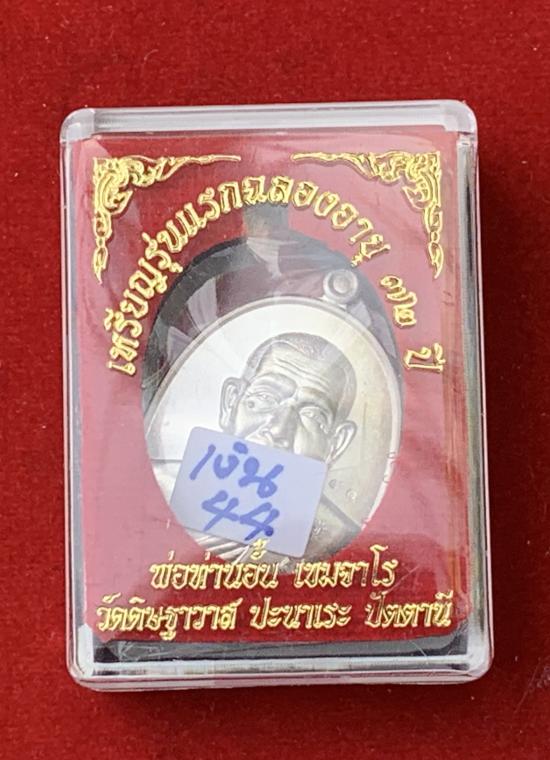 เหรียญรุ่นแรกฉลองอายุ ๗๒ ปี
เงิน
44
พ่อท่านอั้น เขมจาโร
วัดดิษฐาวาส ปะนาเระ ปัตตานี